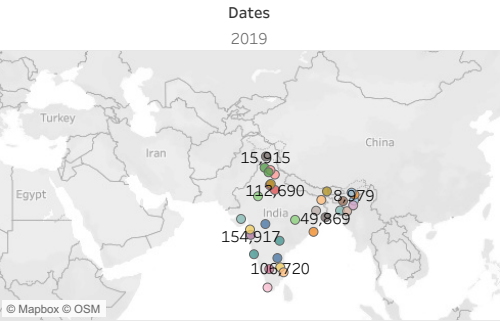 Dates
2019
Turkey
China
Iran
15,915
Egypt
112,690
8,979
India
49,869
154,917
106,720
© Mapbox © OSM